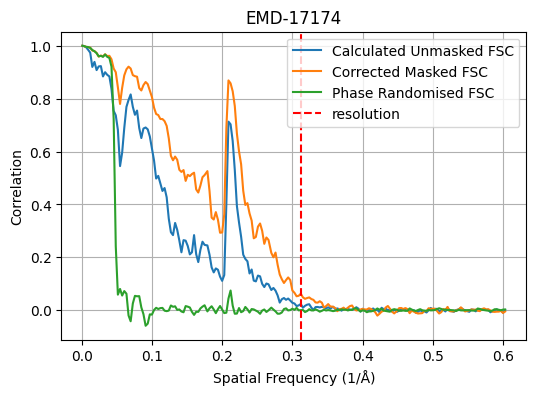 EMD-17174
Calculated Unmasked FSC
Corrected Masked FSC
Phase Randomised FSC
resolution
Correlation
1.0
0.8
0.6
0.4
0.2
0.0
0.0 0.1 0.2 0.3 0.4 0.5 0.6
Spatial Frequency (1/Å)